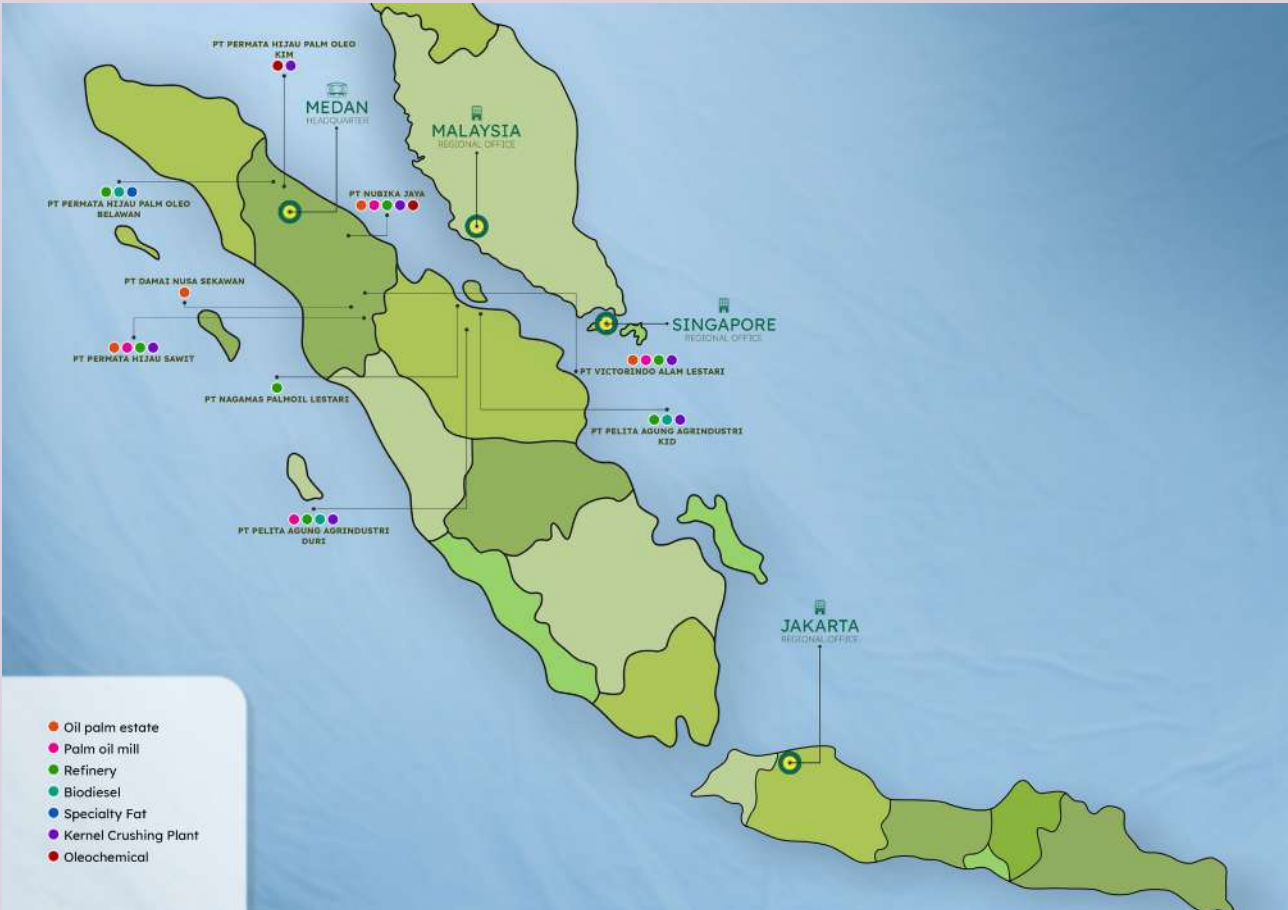 PT PERMATA HIJAU PALM OLEO
KIM
MEDAN
HEADQUARTER
MALAYSIA
REGIONAL OFFICE
PT PERMATA HIJAU PALM OLEO
BELAWAN
PT NUBIKA JAYA
PT DAMAI NUSA SEKAWAN
SINGAPORE
REGIONAL OFFICE
PT PERMATA HIJAU SAWIT
PT VICTORINDO ALAM LESTARI
PT NAGAMAS PALMOIL LESTARI
PT PELITA AGUNG AGRINDUSTRI
KID
PT PELITA AGUNG AGRINDUSTRI
DURI
JAKARTA
REGIONAL OFFICE
Oil palm estate
Palm oil mill
Refinery
Biodiesel
Specialty Fat
Kernel Crushing Plant
Oleochemical